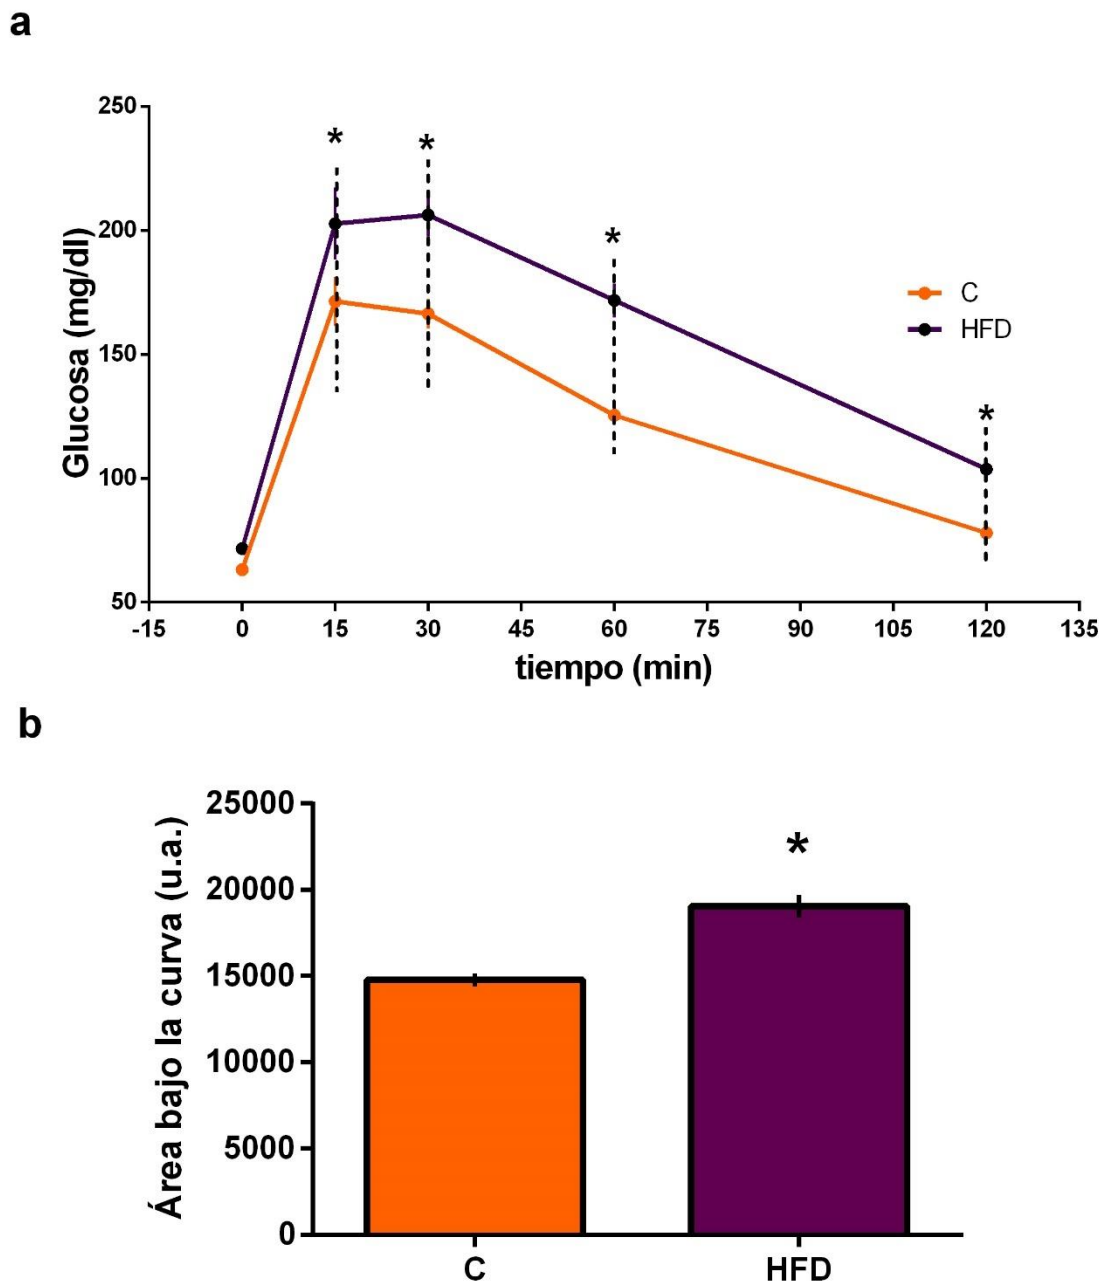 a
250
200
150
100
50
Glucosa (mg/dl)
* * * *
C
HFD
-15 0 15 30 45 60 75 90 105 120 135
tiempo (min)
b
25000
20000
15000
10000
5000
0
Área bajo la curva (u.a.)
*
C HFD